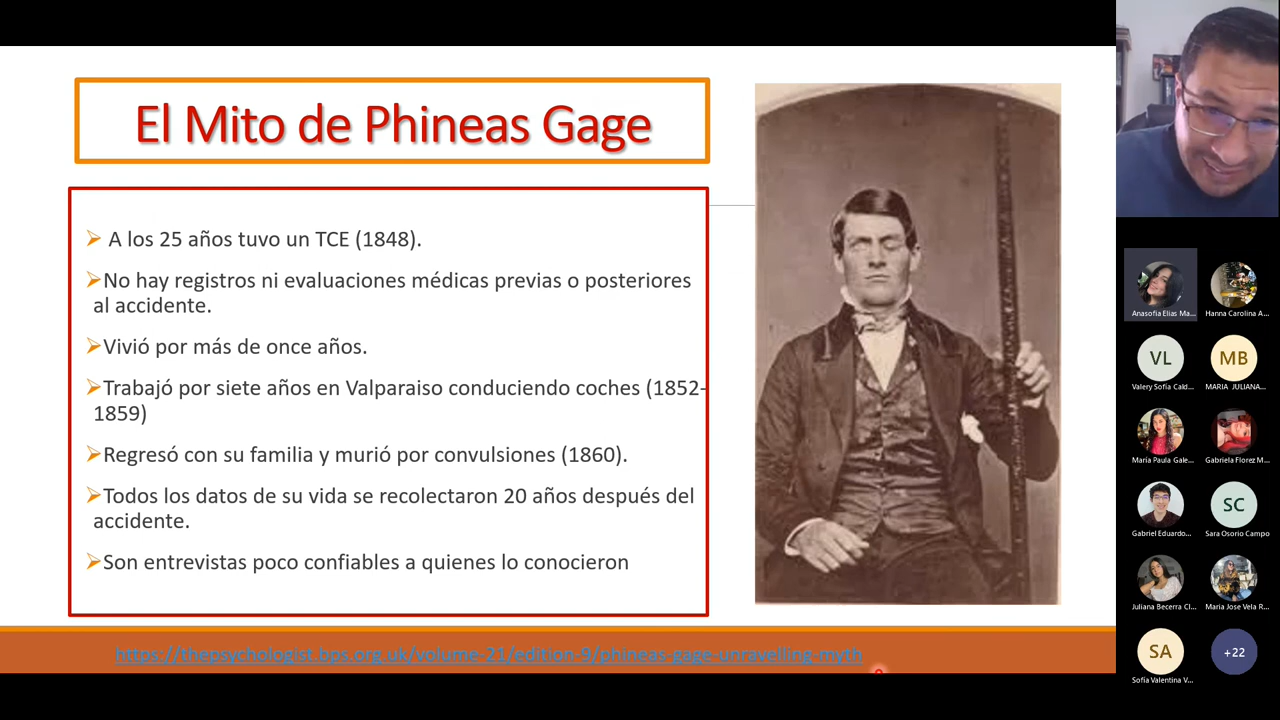 El Mito de Phineas Gage
➢ A los 25 años tuvo un TCE (1848).
➢No hay registros ni evaluaciones médicas previas o posteriores
al accidente.
➢Vivió por más de once años.
➢Trabajó por siete años en Valparaiso conduciendo coches (1852-
1859)
➢Regresó con su familia y murió por convulsiones (1860).
➢Todos los datos de su vida se recolectaron 20 años después del
accidente.
➢Son entrevistas poco confiables a quienes lo conocieron
https://thepsychologist.bps.org.uk/volume-21/edition-9/phineas-gage-unravelling-myth
Anasofia Elias Ma...
Hanna Carolina A...
VL
MB
Valery Sofia Cald...
MARIA JULIANA...
María Paula Gale...
Gabriela Florez M...
SC
Gabriel Eduardo...
Sara Osorio Campo
Juliana Becerra Cl...
Maria Jose Vela R...
SA
+22
Sofía Valentina V...